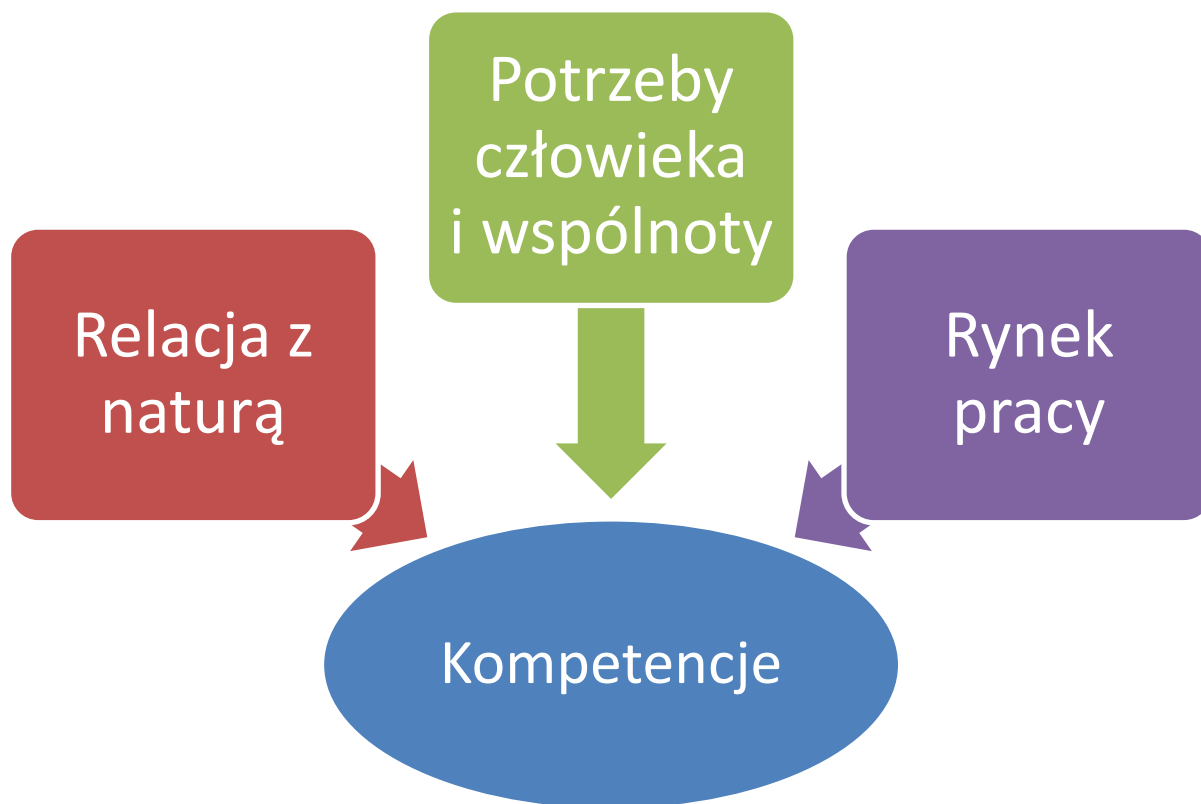 Potrzeby
człowieka
i wspólnoty
Relacja z
naturą
Rynek
pracy
Kompetencje